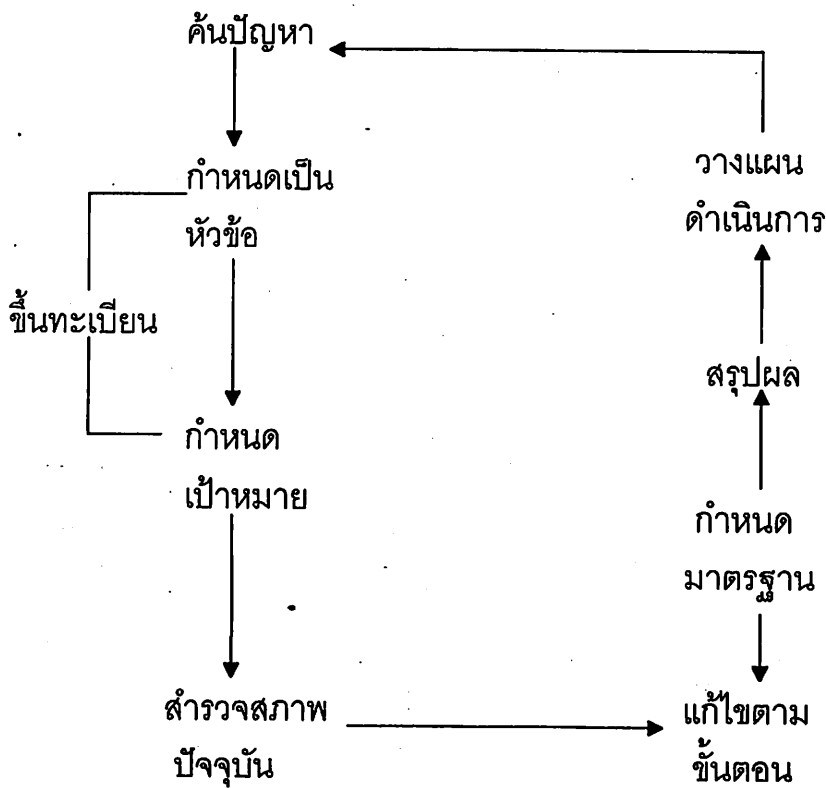 ค้นปัญหา
กำหนดเป็น
หัวข้อ
ขึ้นทะเบียน
กำหนด
เป้าหมาย
สำรวจสภาพ
ปัจจุบัน
วางแผน
ดำเนินการ
สรุปผล
กำหนด
มาตรฐาน
แก้ไขตาม
ขั้นตอน